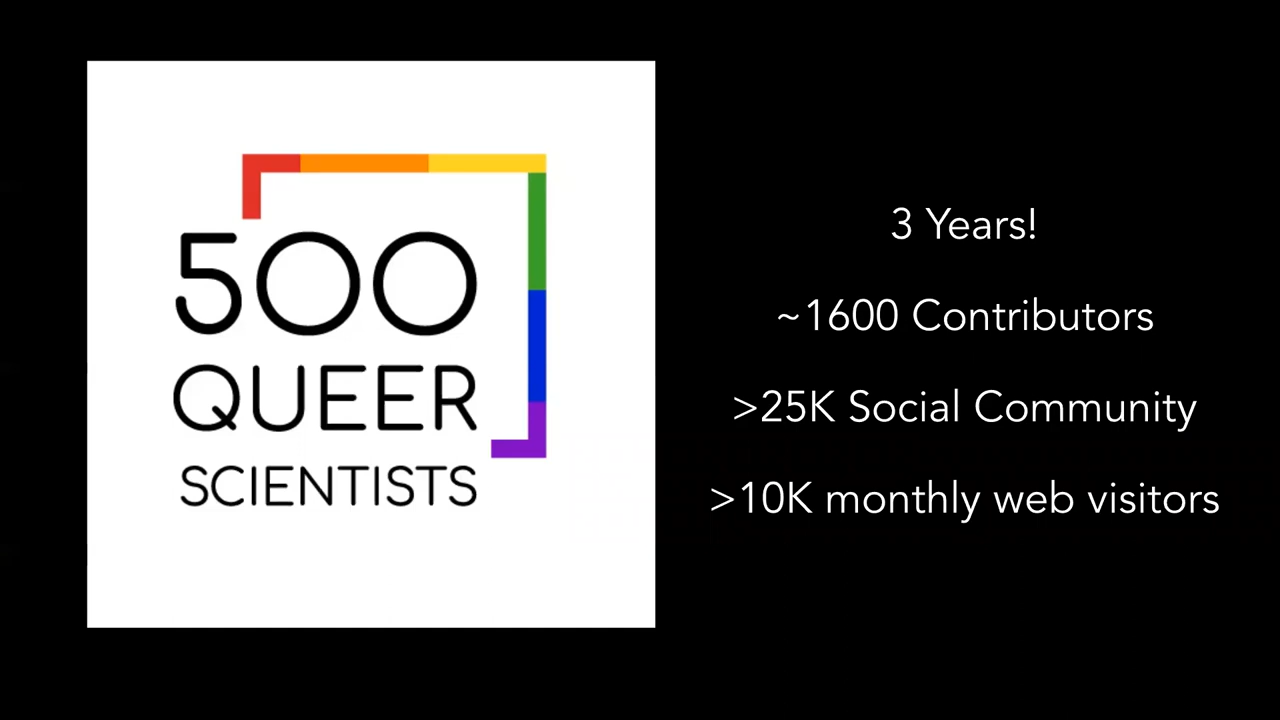 500
QUEER
SCIENTISTS
3 Years!
~1600 Contributors
>25K Social Community
>10K monthly web visitors